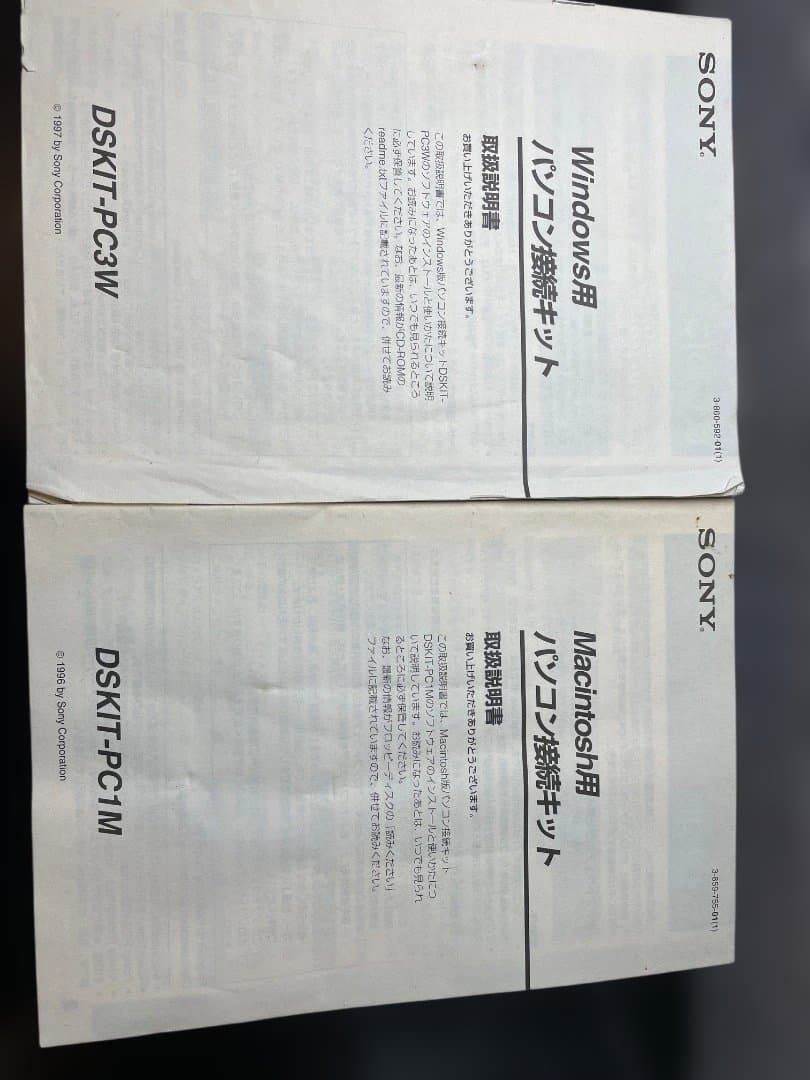 SONY®
3-860-592-01(1)
Windows用
パソコン接続キット
取扱説明書
お買い上げいただきありがとうございます。
この取扱説明書では、Windows版パソコン接続キットDSKIT-
PC3Wのソフトウェアのインストールと使いかたについて説明
しています。お読みになったあとは、いつでも見られるところ
に必ず保管してください。なお、最新の情報がCD-ROMの
readme.txtファイルに記載されていますので、併せてお読み
ください。
DSKIT-PC3W
© 1997 by Sony Corporation
SONY®
3-859-755-01(1)
Macintosh用
パソコン接続キット
取扱説明書
お買い上げいただきありがとうございます。
この取扱説明書では、Macintosh版パソコン接続キット
DSKIT-PC1Mのソフトウェアのインストールと使いかたにつ
いて説明しています。お読みになったあとは、いつでも見られ
るところに必ず保管してください。
なお、最新の情報がフロッピーディスクの「お読みください」
ファイルに記載されていますので、併せてお読みください。
DSKIT-PC1M
© 1996 by Sony Corporation